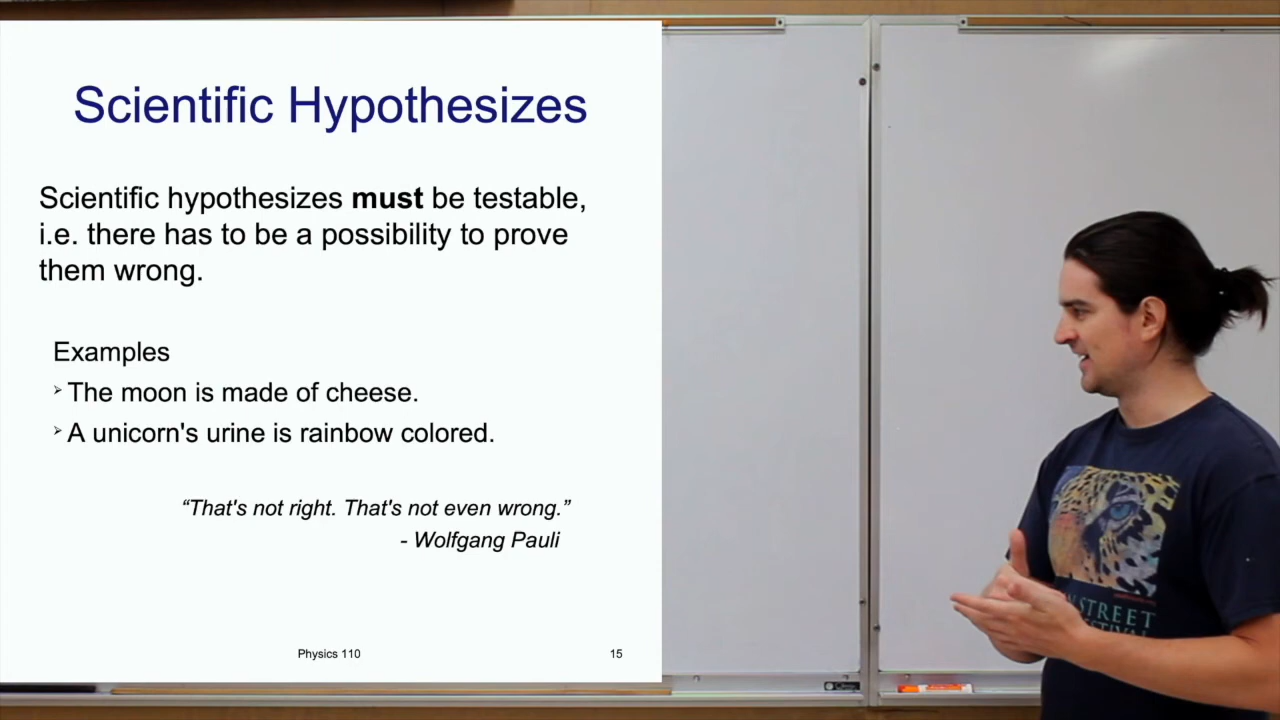 Scientific Hypothesizes
Scientific hypothesizes must be testable,
i.e. there has to be a possibility to prove
them wrong.
Examples
➢ The moon is made of cheese.
➢ A unicorn's urine is rainbow colored.
“That's not right. That's not even wrong.”
- Wolfgang Pauli
Physics 110
15
STREET